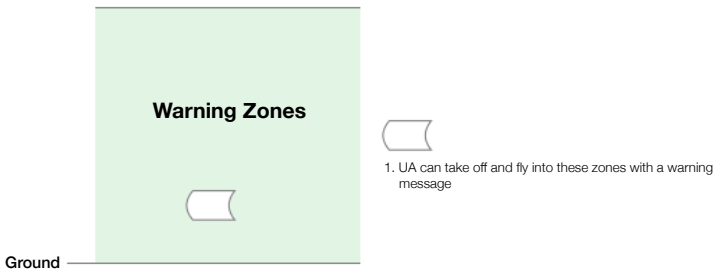 Warning Zones
1. UA can take off and fly into these zones with a warning
message
Ground